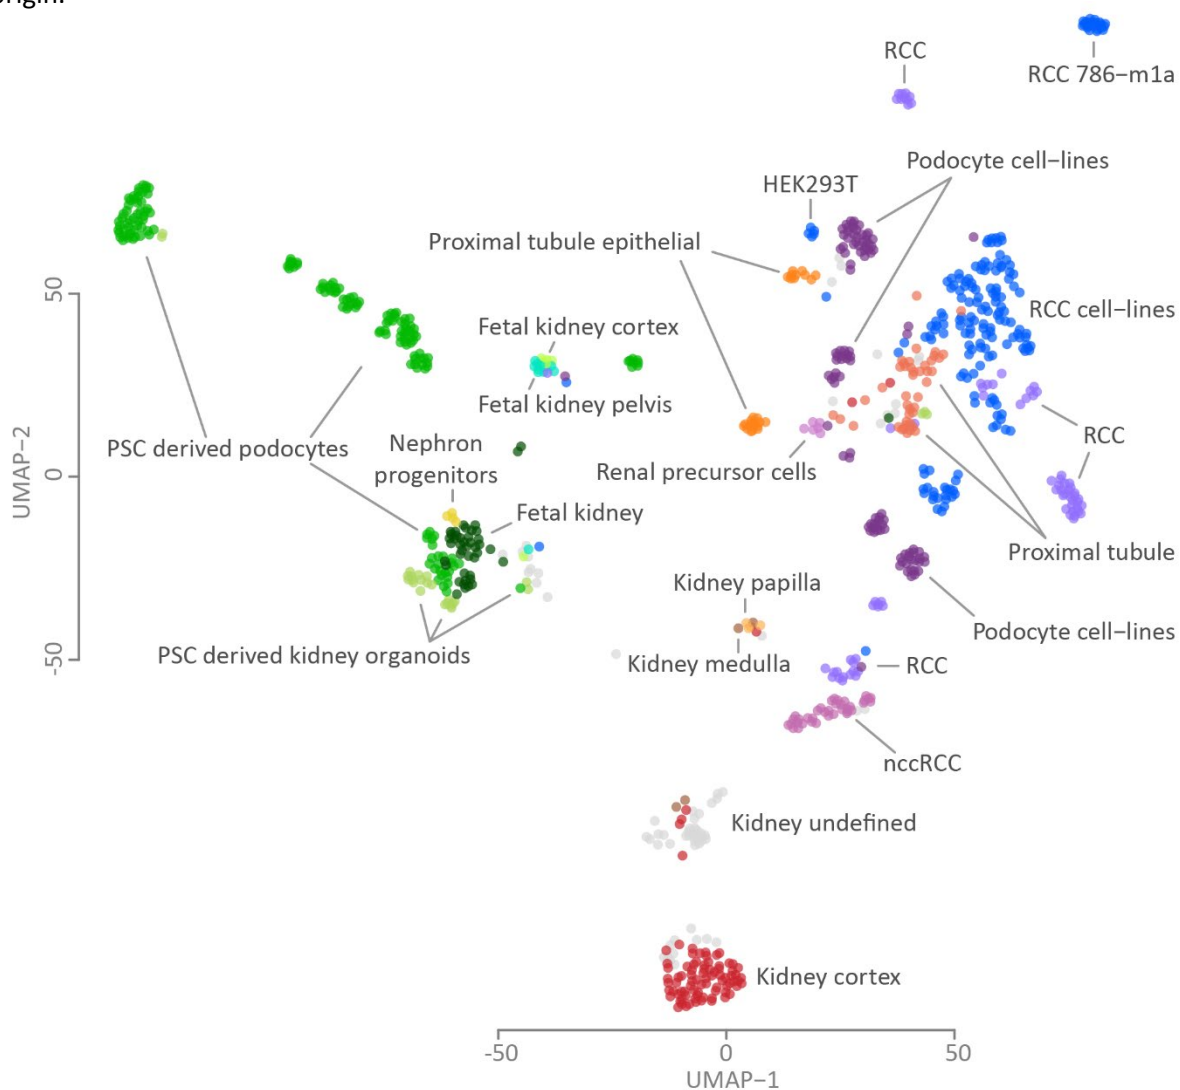 origin.
RCC
RCC 786−m1a
Podocyte cell−lines
HEK293T
Proximal tubule epithelial
50
RCC cell−lines
Fetal kidney cortex
Fetal kidney pelvis
RCC
PSC derived podocytes
Nephron
progenitors
Renal precursor cells
UMAP−2
0
Fetal kidney
Proximal tubule
Kidney papilla
Podocyte cell−lines
PSC derived kidney organoids
-50
Kidney medulla
RCC
nccRCC
Kidney undefined
Kidney cortex
-50
0
50
UMAP−1